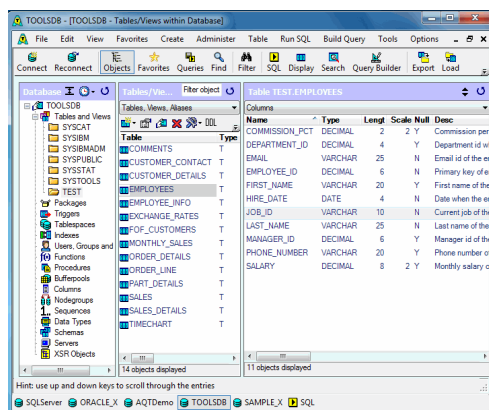 TOOLSDB - [TOOLSDB - Tables/Views within Database]
File Edit View Favorites Create Administer Table Run SQL Build Query Tools Options
Connect Reconnect Objects Favorites Queries Find Filter SQL Display Search Query Builder Export Load
Database
TOOLSDB
Tables and Views
SYSCAT
SYSIBM
SYSIBMADM
SYSPUBLIC
SYSSTAT
SYSTOOLS
TEST
Packages
Triggers
Tablespaces
Indexes
Users, Groups and
Functions
Procedures
Bufferpools
Columns
Nodegroups
Sequences
Data Types
Schemas
Servers
XSR Objects
Tables/Vie... Filter object
Tables, Views, Aliases
DDL
Table Type
COMMENTS T
CUSTOMER_CONTACT T
CUSTOMER_DETAILS T
EMPLOYEES T
EMPLOYEE_INFO T
EXCHANGE_RATES T
FOF_CUSTOMERS T
MONTHLY_SALES T
ORDER_DETAILS T
ORDER_LINE T
PART_DETAILS T
SALES T
SALES_DETAILS T
TIMECHART T
14 objects displayed
Table TEST.EMPLOYEES
Columns
Name Type Lengt Scale Null Desc
COMMISSION_PCT DECIMAL 2 2 Y Commission per
DEPARTMENT_ID DECIMAL 4 Y Department id w
EMAIL VARCHAR 25 N Email id of the e
EMPLOYEE_ID DECIMAL 6 N Primary key of e
FIRST_NAME VARCHAR 20 Y First name of the
HIRE_DATE DATE 4 N Date when the e
JOB_ID VARCHAR 10 N Current job of the
LAST_NAME VARCHAR 25 N Last name of the
MANAGER_ID DECIMAL 6 Y Manager id of the
PHONE_NUMBER VARCHAR 20 Y Phone number o
SALARY DECIMAL 8 2 Y Monthly salary o
11 objects displayed
Hint: use up and down keys to scroll through the entries
SQLServer ORACLE_X AQTDemo TOOLSDB SAMPLE_X SQL